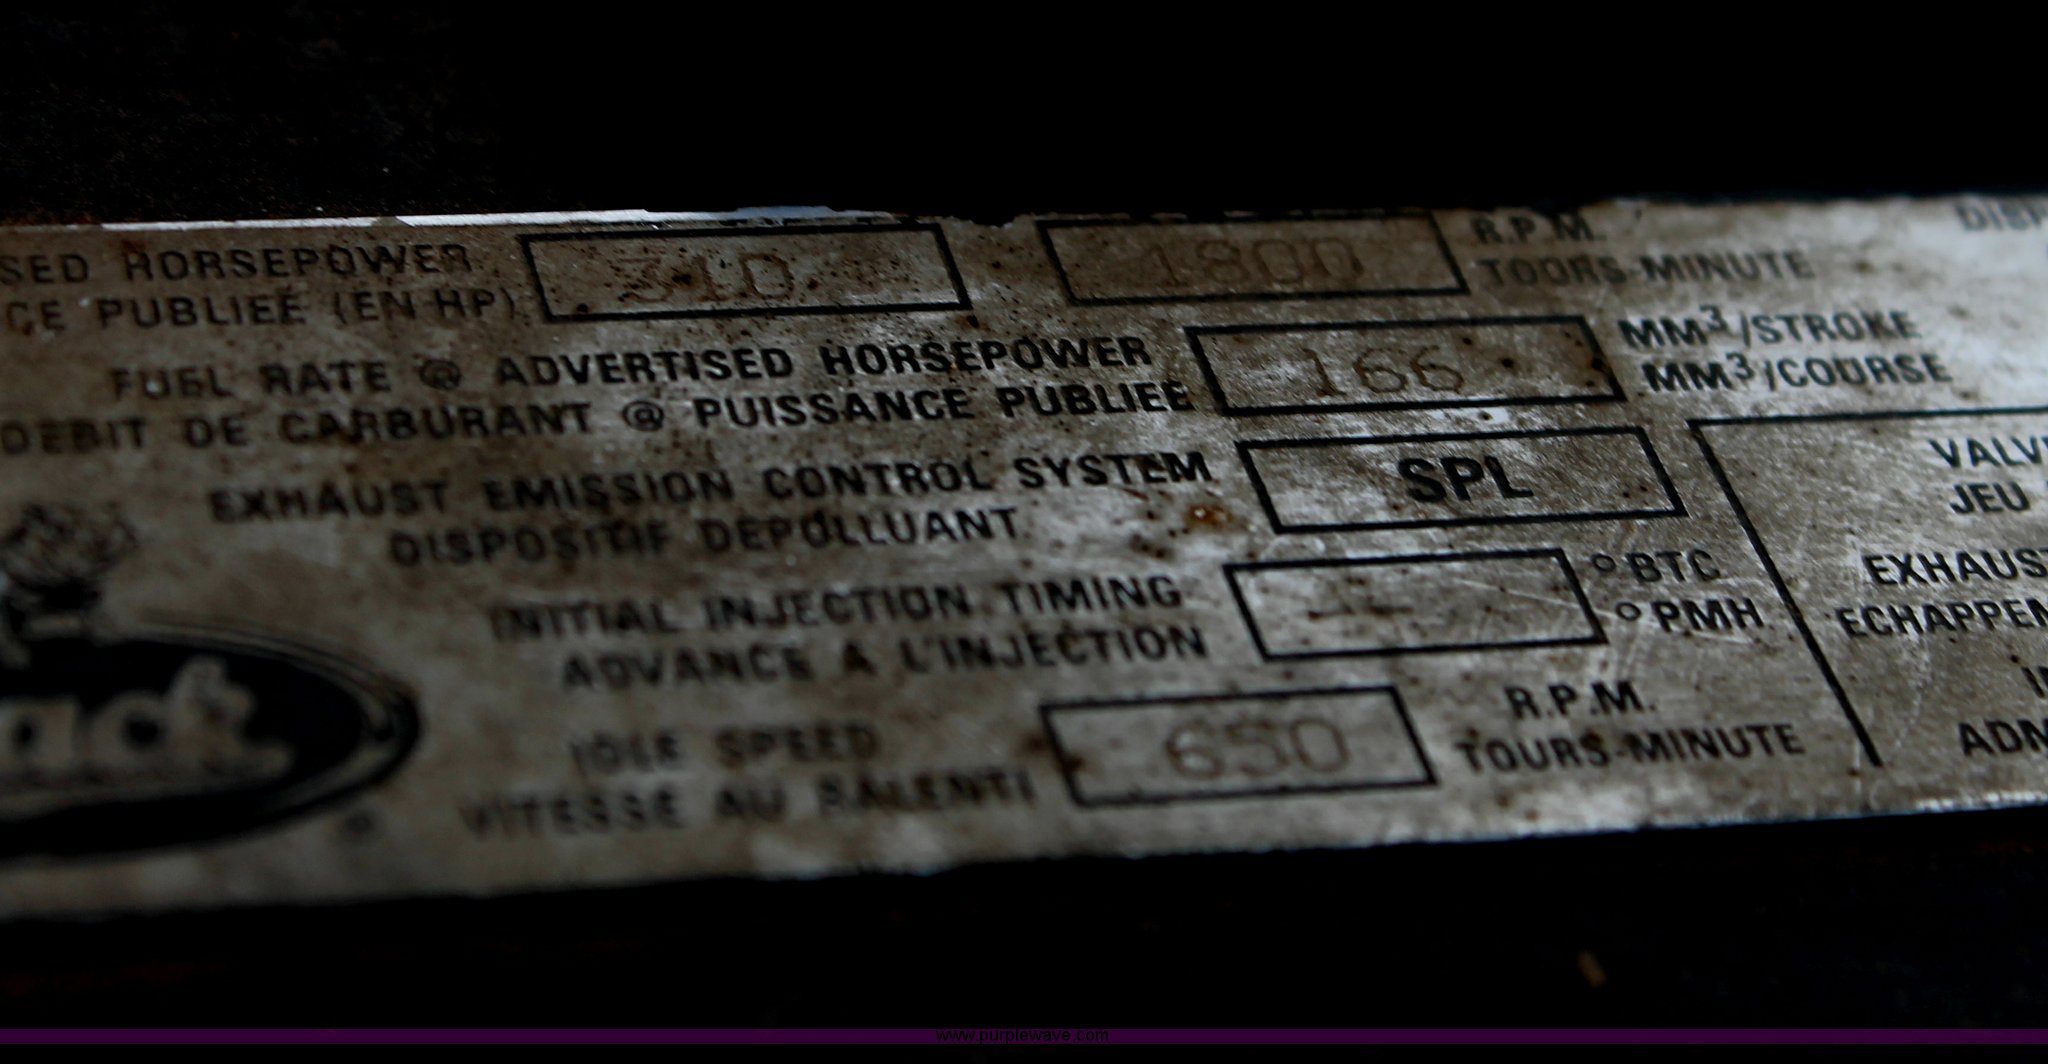 SED HORSEPOWER 310 1800 R.P.M.
CE PUBLIEE (EN HP) TOURS-MINUTE
DISP
FUEL RATE @ ADVERTISED HORSEPOWER 166 MM³/STROKE
DEBIT DE CARBURANT @ PUISSANCE PUBLIEE MM³/COURSE
EXHAUST EMISSION CONTROL SYSTEM SPL
DISPOSITIF DEPOLLUANT
INITIAL INJECTION TIMING — °BTC
ADVANCE A L'INJECTION °PMH
IDLE SPEED 650 R.P.M.
VITESSE AU RALENTI TOURS-MINUTE
VALV
JEU
EXHAUST
ECHAPPEM
ADM
www.purplewave.com